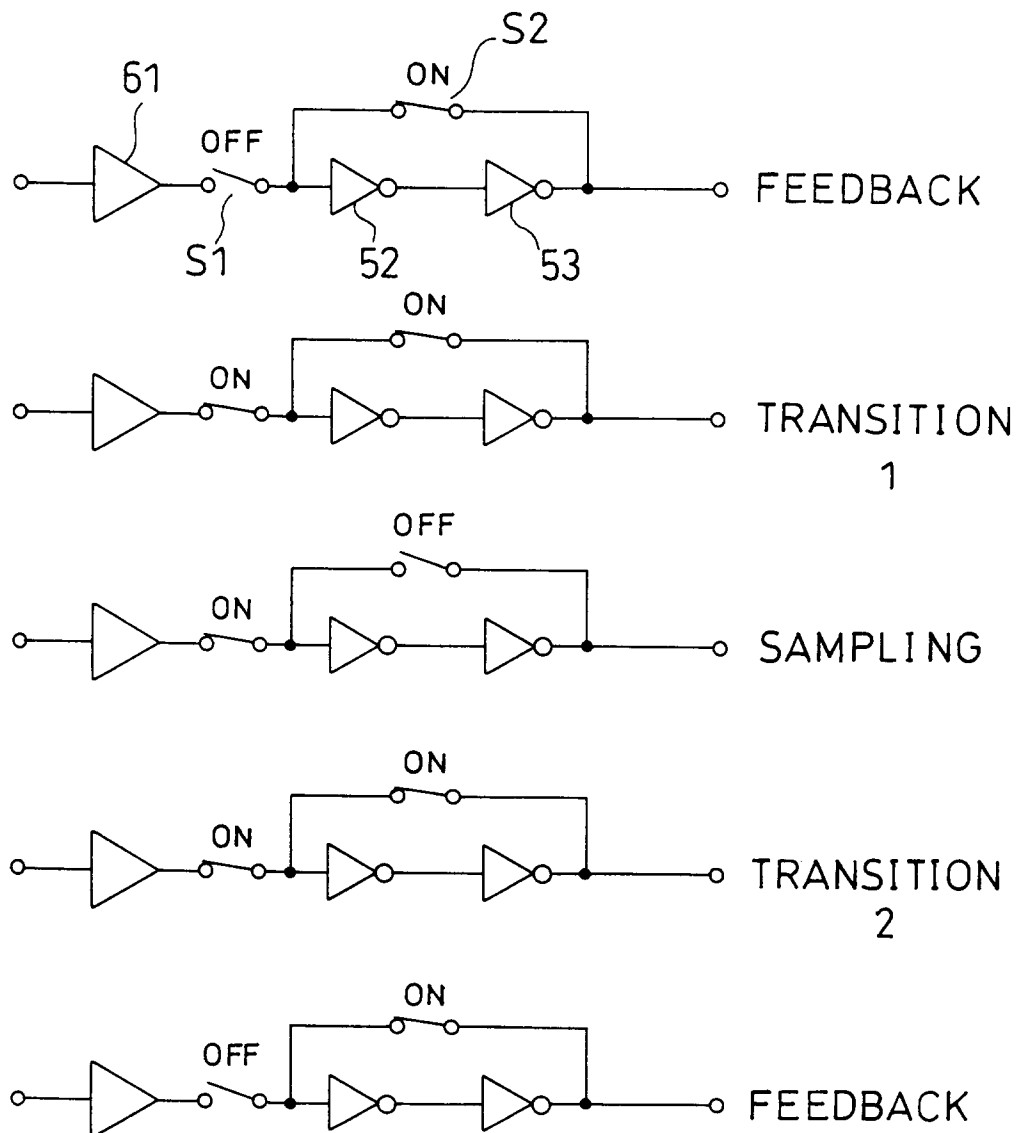 S2
61
ON
OFF
FEEDBACK
S1
52
53
ON
ON
TRANSITION
1
OFF
ON
SAMPLING
ON
ON
TRANSITION
2
ON
OFF
FEEDBACK